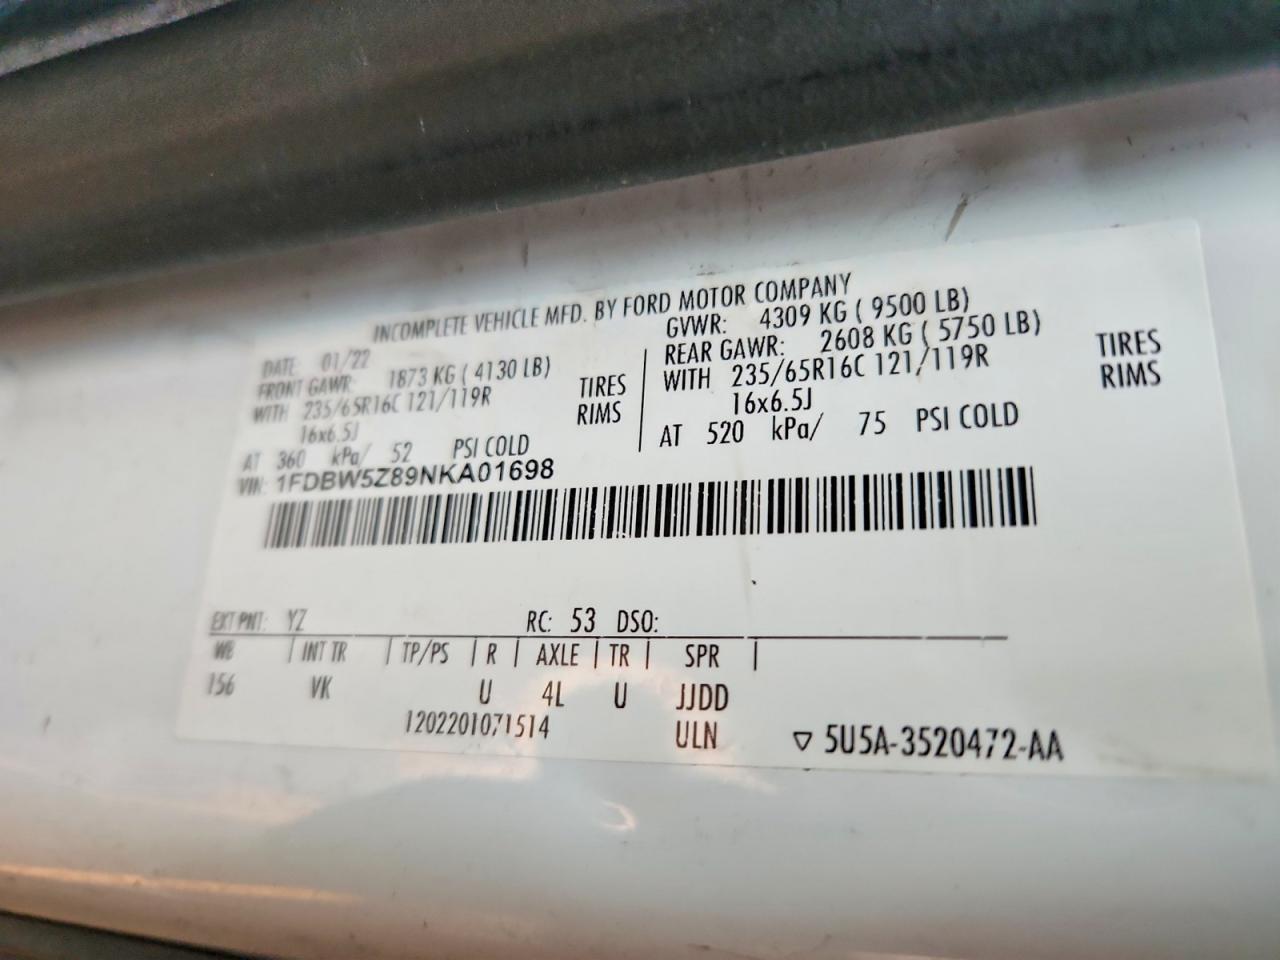 INCOMPLETE VEHICLE MFD. BY FORD MOTOR COMPANY
DATE: 01/22 GVWR: 4309 KG ( 9500 LB)
FRONT GAWR: 1873 KG ( 4130 LB) REAR GAWR: 2608 KG ( 5750 LB)
WITH 235/65R16C 121/119R TIRES WITH 235/65R16C 121/119R TIRES
16x6.5J RIMS 16x6.5J RIMS
AT 360 kPa/ 52 PSI COLD AT 520 kPa/ 75 PSI COLD
VIN: 1FDBW5Z89NKA01698
EXT PNT: YZ RC: 53 DSO:
WB | INT TR | TP/PS | R | AXLE | TR | SPR |
156 VK U 4L U JJDD
1202201071514 ULN ▽ 5U5A-3520472-AA